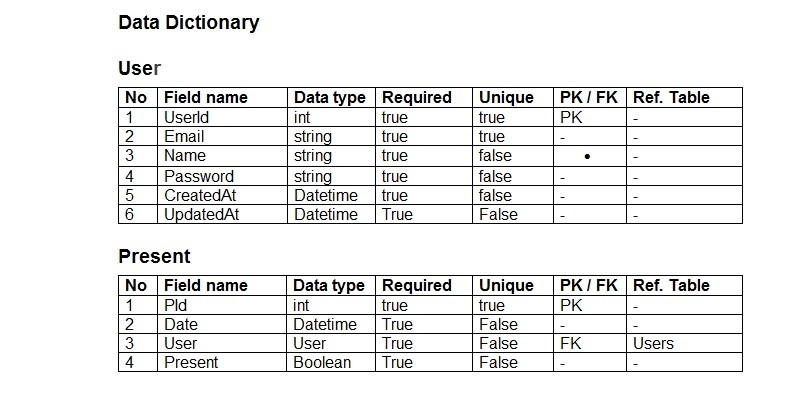 Data Dictionary
User
No Field name Data type Required Unique PK / FK Ref. Table
1 UserId int true true PK -
2 Email string true true - -
3 Name string true false • -
4 Password string true false - -
5 CreatedAt Datetime true false - -
6 UpdatedAt Datetime True False - -
Present
No Field name Data type Required Unique PK / FK Ref. Table
1 PId int true true PK -
2 Date Datetime True False - -
3 User User True False FK Users
4 Present Boolean True False - -